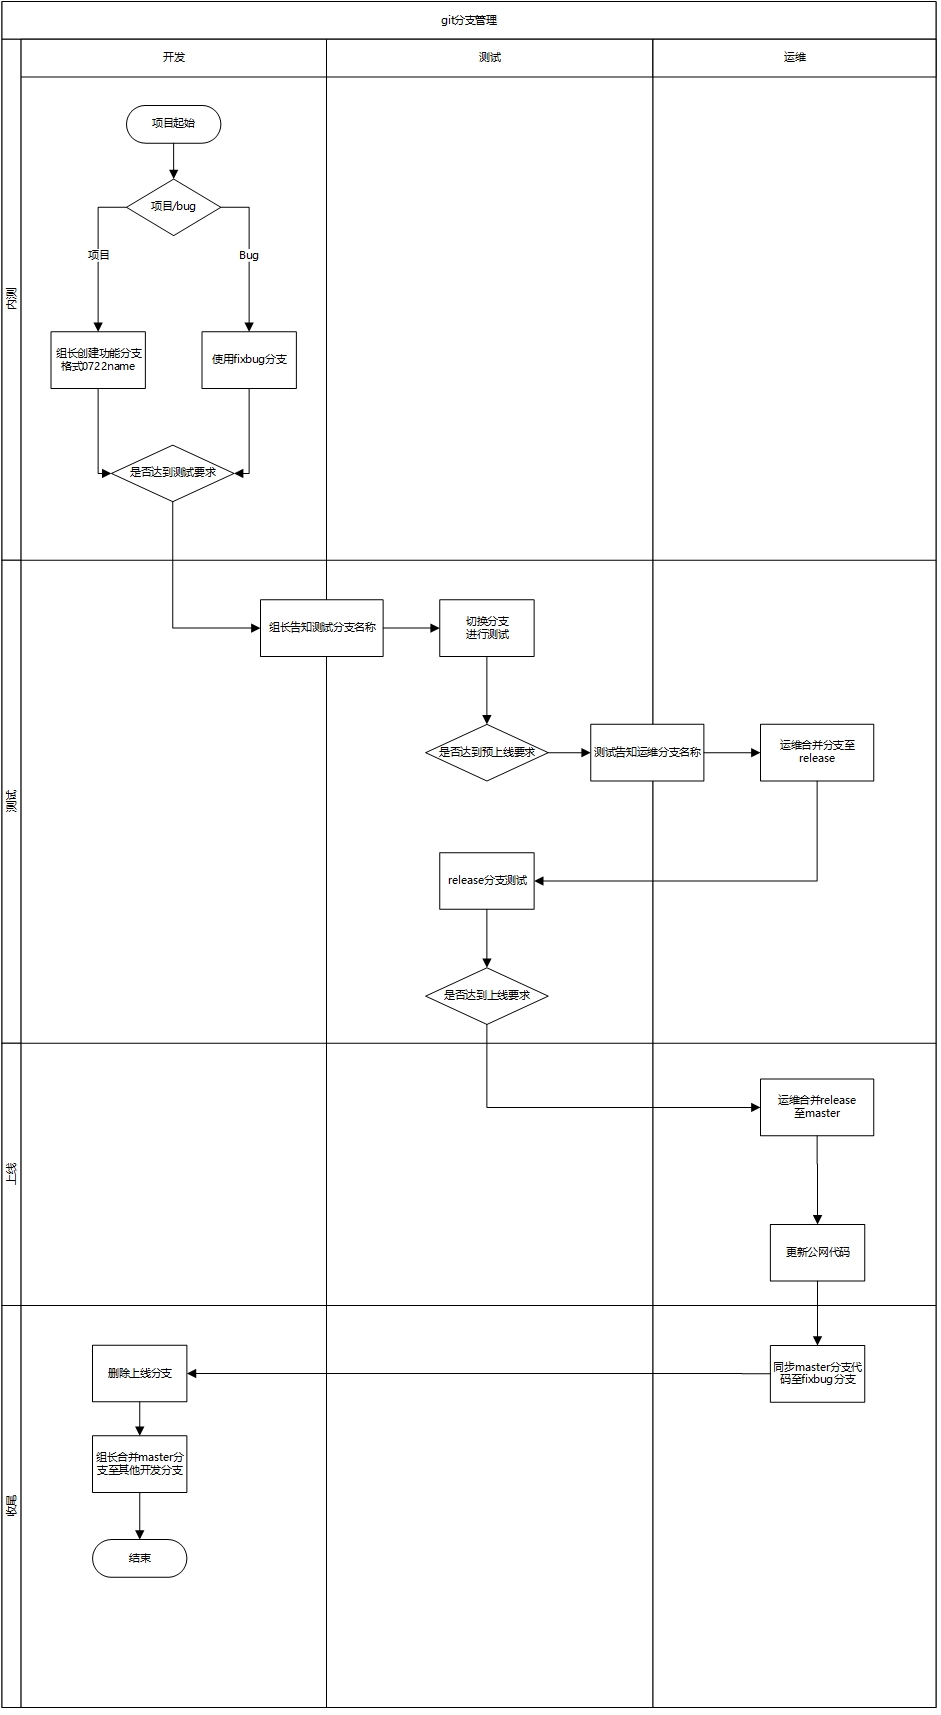 git分支管理
开发
测试
运维
内测
项目起始
项目/bug
项目
Bug
组长创建功能分支
格式0722name
使用fixbug分支
是否达到测试要求
测试
组长告知测试分支名称
切换分支
进行测试
是否达到预上线要求
测试告知运维分支名称
运维合并分支至
release
release分支测试
是否达到上线要求
上线
运维合并release
至master
更新公网代码
收尾
同步master分支代
码至fixbug分支
删除上线分支
组长合并master分
支至其他开发分支
结束